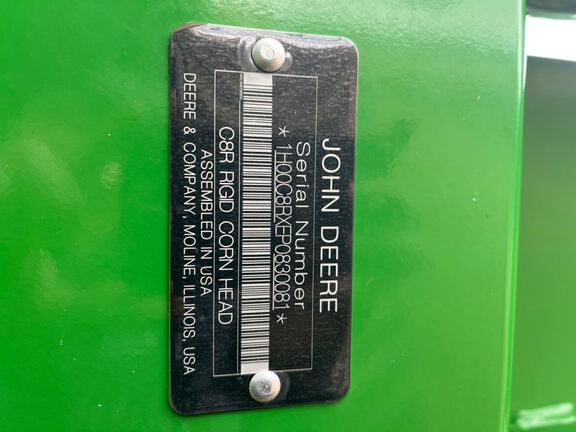 JOHN DEERE
Serial Number
*1H00C8RXEP0830081*
C8R RIGID CORN HEAD
ASSEMBLED IN USA
DEERE & COMPANY, MOLINE, ILLINOIS, USA